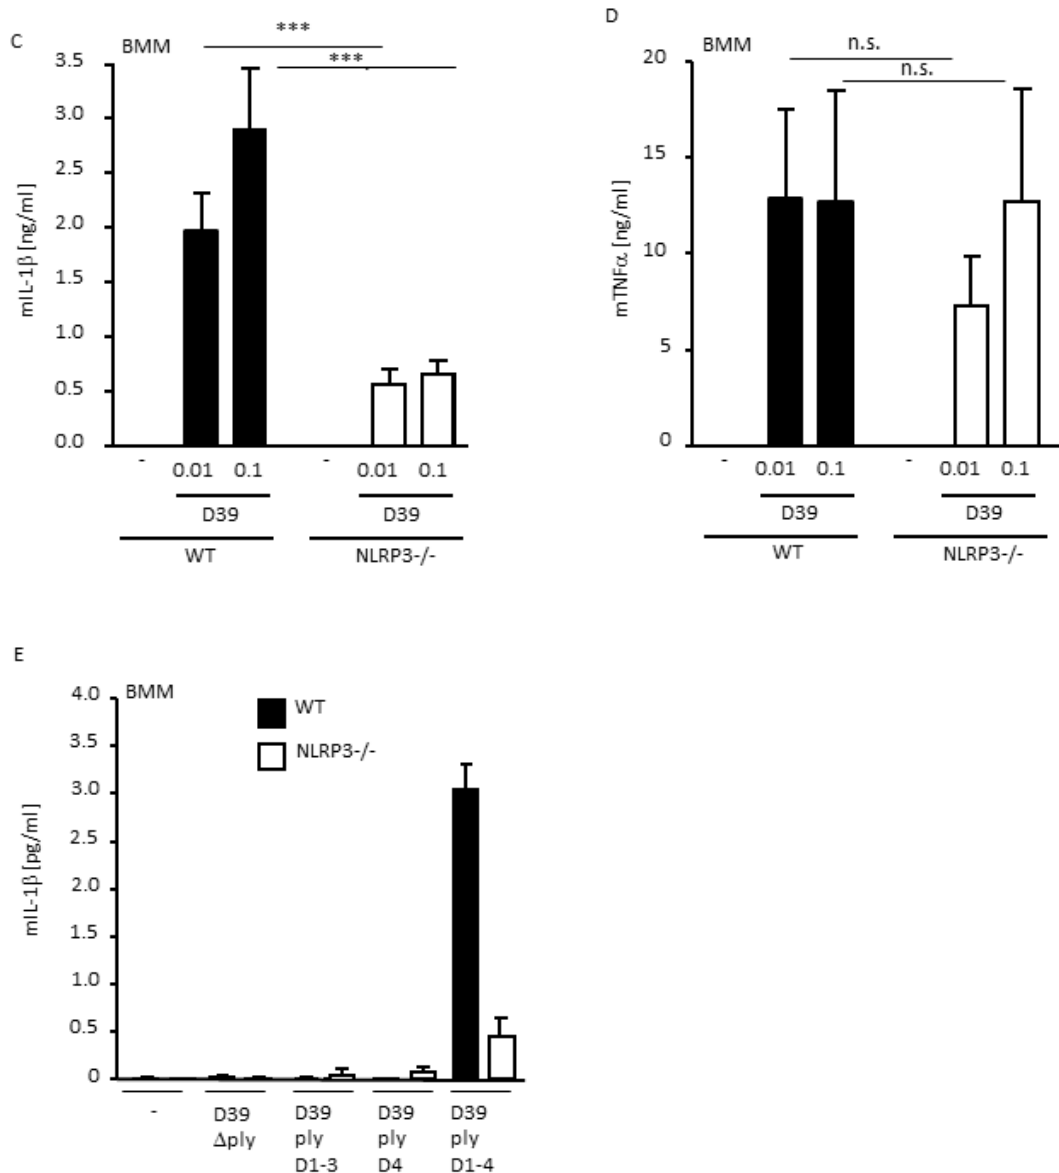 C
BMM
***
***
3.5
3.0
2.5
2.0
1.5
1.0
0.5
0.0
mIL-1β [ng/ml]
- 0.01 0.1 - 0.01 0.1
D39 D39
WT NLRP3-/-
D
BMM
n.s.
n.s.
20
15
10
5
0
mTNFα [ng/ml]
- 0.01 0.1 - 0.01 0.1
D39 D39
WT NLRP3-/-
E
BMM
WT
NLRP3-/-
4.0
3.5
3.0
2.5
2.0
1.5
1.0
0.5
0
mIL-1β [pg/ml]
- D39 D39 D39 D39
Δply ply ply ply
D1-3 D4 D1-4